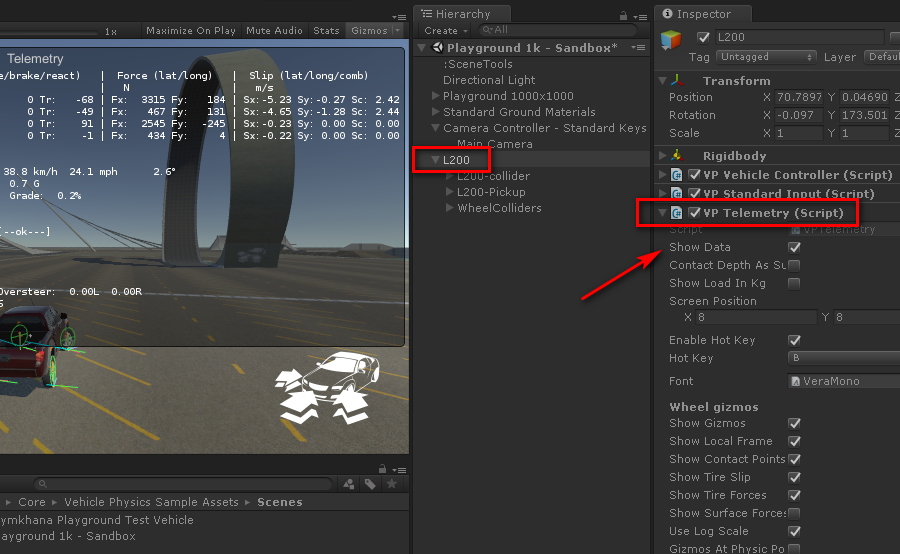 1x Maximize On Play Mute Audio Stats Gizmos
Telemetry
e/brake/react) | Force (lat/long) | Slip (lat/long/comb)
| N | m/s
0 Tr: -68 | Fx: 3315 Fy: 184 | Sx:-5.23 Sy:-0.27 Sc: 2.42
0 Tr: -49 | Fx: 467 Fy: 131 | Sx:-4.65 Sy:-1.28 Sc: 2.44
0 Tr: 91 | Fx: 2545 Fy: -245 | Sx:-0.23 Sy: 0.00 Sc: 0.00
0 Tr: -1 | Fx: 434 Fy: 4 | Sx:-0.22 Sy: 0.00 Sc: 0.00
38.8 km/h 24.1 mph 2.6°
0.7 G
Grade: 0.2%
[--ok---]
Oversteer: 0.00L 0.00R
S
Core ▸ Vehicle Physics Sample Assets ▸ Scenes
ymkhana Playground Test Vehicle
layground 1k - Sandbox
Hierarchy
Create All
Playground 1k - Sandbox*
:SceneTools
Directional Light
Playground 1000x1000
Standard Ground Materials
Camera Controller - Standard Keys
Main Camera
L200
L200-collider
L200-Pickup
WheelColliders
Inspector
L200
Tag Untagged Layer Defau
Transform
Position X 70.7897 Y 0.04690 Z
Rotation X -0.097 Y 173.501 Z
Scale X 1 Y 1 Z
Rigidbody
VP Vehicle Controller (Script)
VP Standard Input (Script)
VP Telemetry (Script)
Script VPTelemetry
Show Data
Contact Depth As Su
Show Load In Kg
Screen Position
X 8 Y 8
Enable Hot Key
Hot Key B
Font VeraMono
Wheel gizmos
Show Gizmos
Show Local Frame
Show Contact Points
Show Tire Slip
Show Tire Forces
Show Surface Forces
Use Log Scale
Gizmos At Physic Po